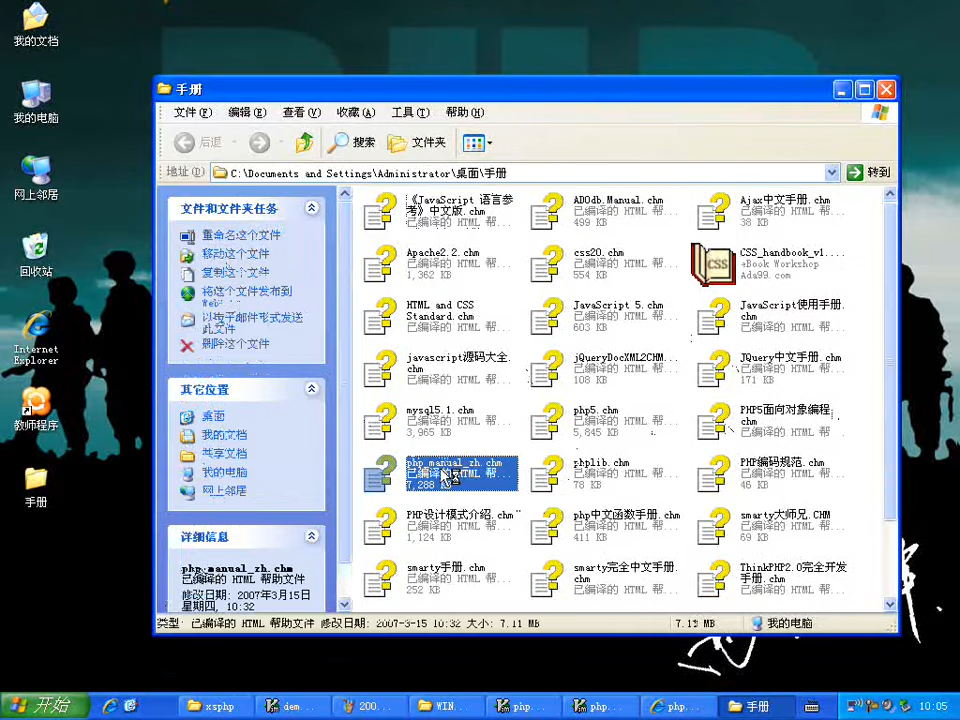 我的文档
我的电脑
网上邻居
回收站
Internet
Explorer
教师程序
手册
手册
文件(F) 编辑(E) 查看(V) 收藏(A) 工具(T) 帮助(H)
后退 搜索 文件夹
地址(D) C:\Documents and Settings\Administrator\桌面\手册 转到
文件和文件夹任务
重命名这个文件
移动这个文件
复制这个文件
将这个文件发布到
Web
以电子邮件形式发送
此文件
删除这个文件
其它位置
桌面
我的文档
共享文档
我的电脑
网上邻居
详细信息
php_manual_zh.chm
已编译的 HTML 帮助文件
修改日期: 2007年3月15日
星期四, 10:32
《JavaScript 语言参
考》中文版.chm
已编译的 HTML 帮...
ADOdb.Manual.chm
已编译的 HTML 帮...
499 KB
Ajax中文手册.chm
已编译的 HTML 帮...
38 KB
Apache2.2.chm
已编译的 HTML 帮...
1,362 KB
css20.chm
已编译的 HTML 帮...
554 KB
CSS
CSS_handbook_v1....
eBook Workshop
Ada99.com
HTML and CSS
Standard.chm
已编译的 HTML 帮...
JavaScript 5.chm
已编译的 HTML 帮...
603 KB
JavaScript使用手册.
chm
已编译的 HTML 帮...
javascript源码大全.
chm
已编译的 HTML 帮...
jQueryDocXML2CHM...
已编译的 HTML 帮...
108 KB
JQuery中文手册.chm
已编译的 HTML 帮...
171 KB
mysql5.1.chm
已编译的 HTML 帮...
3,965 KB
php5.chm
已编译的 HTML 帮...
5,845 KB
PHP5面向对象编程.
chm
已编译的 HTML 帮...
php_manual_zh.chm
已编译的 HTML 帮...
7,288 KB
phplib.chm
已编译的 HTML 帮...
78 KB
PHP编码规范.chm
已编译的 HTML 帮...
46 KB
PHP设计模式介绍.chm
已编译的 HTML 帮...
1,124 KB
php中文函数手册.chm
已编译的 HTML 帮...
411 KB
smarty大师兄.CHM
已编译的 HTML 帮...
69 KB
smarty手册.chm
已编译的 HTML 帮...
252 KB
smarty完全中文手册.
chm
已编译的 HTML 帮...
ThinkPHP2.0完全开发
手册.chm
已编译的 HTML 帮...
类型: 已编译的 HTML 帮助文件 修改日期: 2007-3-15 10:32 大小: 7.11 MB 7.11 MB 我的电脑
开始 xsphp dem... 200... WIN... php... php... php... 手册 10:05